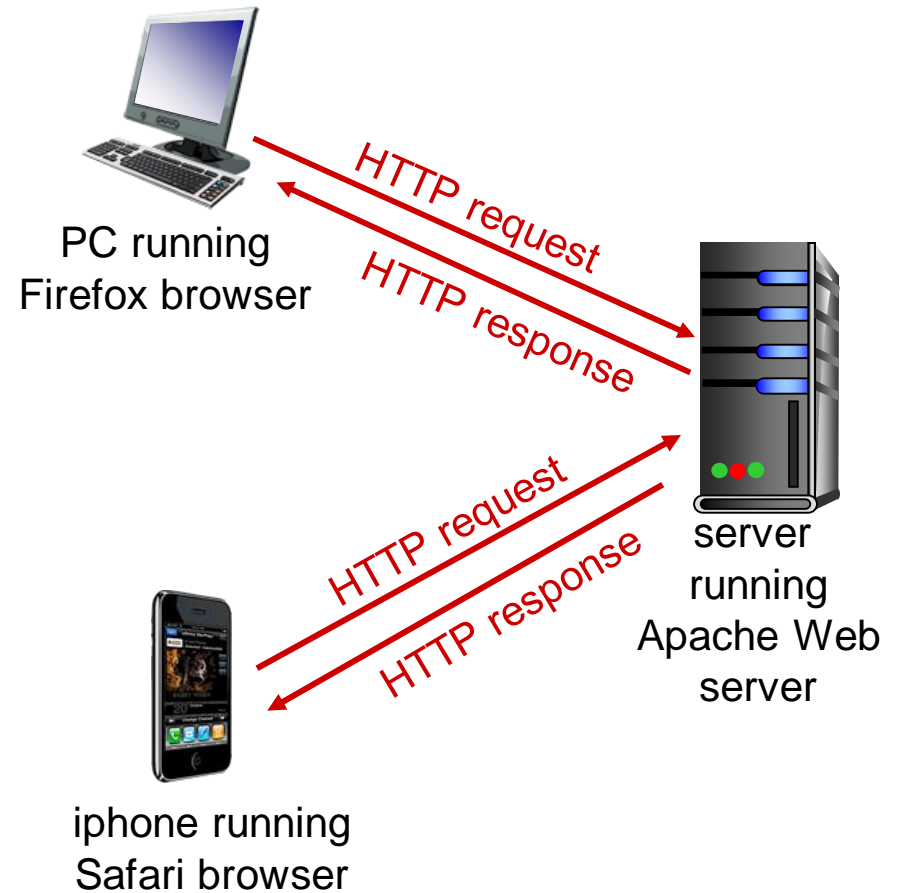 HTTP request
HTTP response
PC running
Firefox browser
HTTP request
HTTP response
server
running
Apache Web
server
iphone running
Safari browser